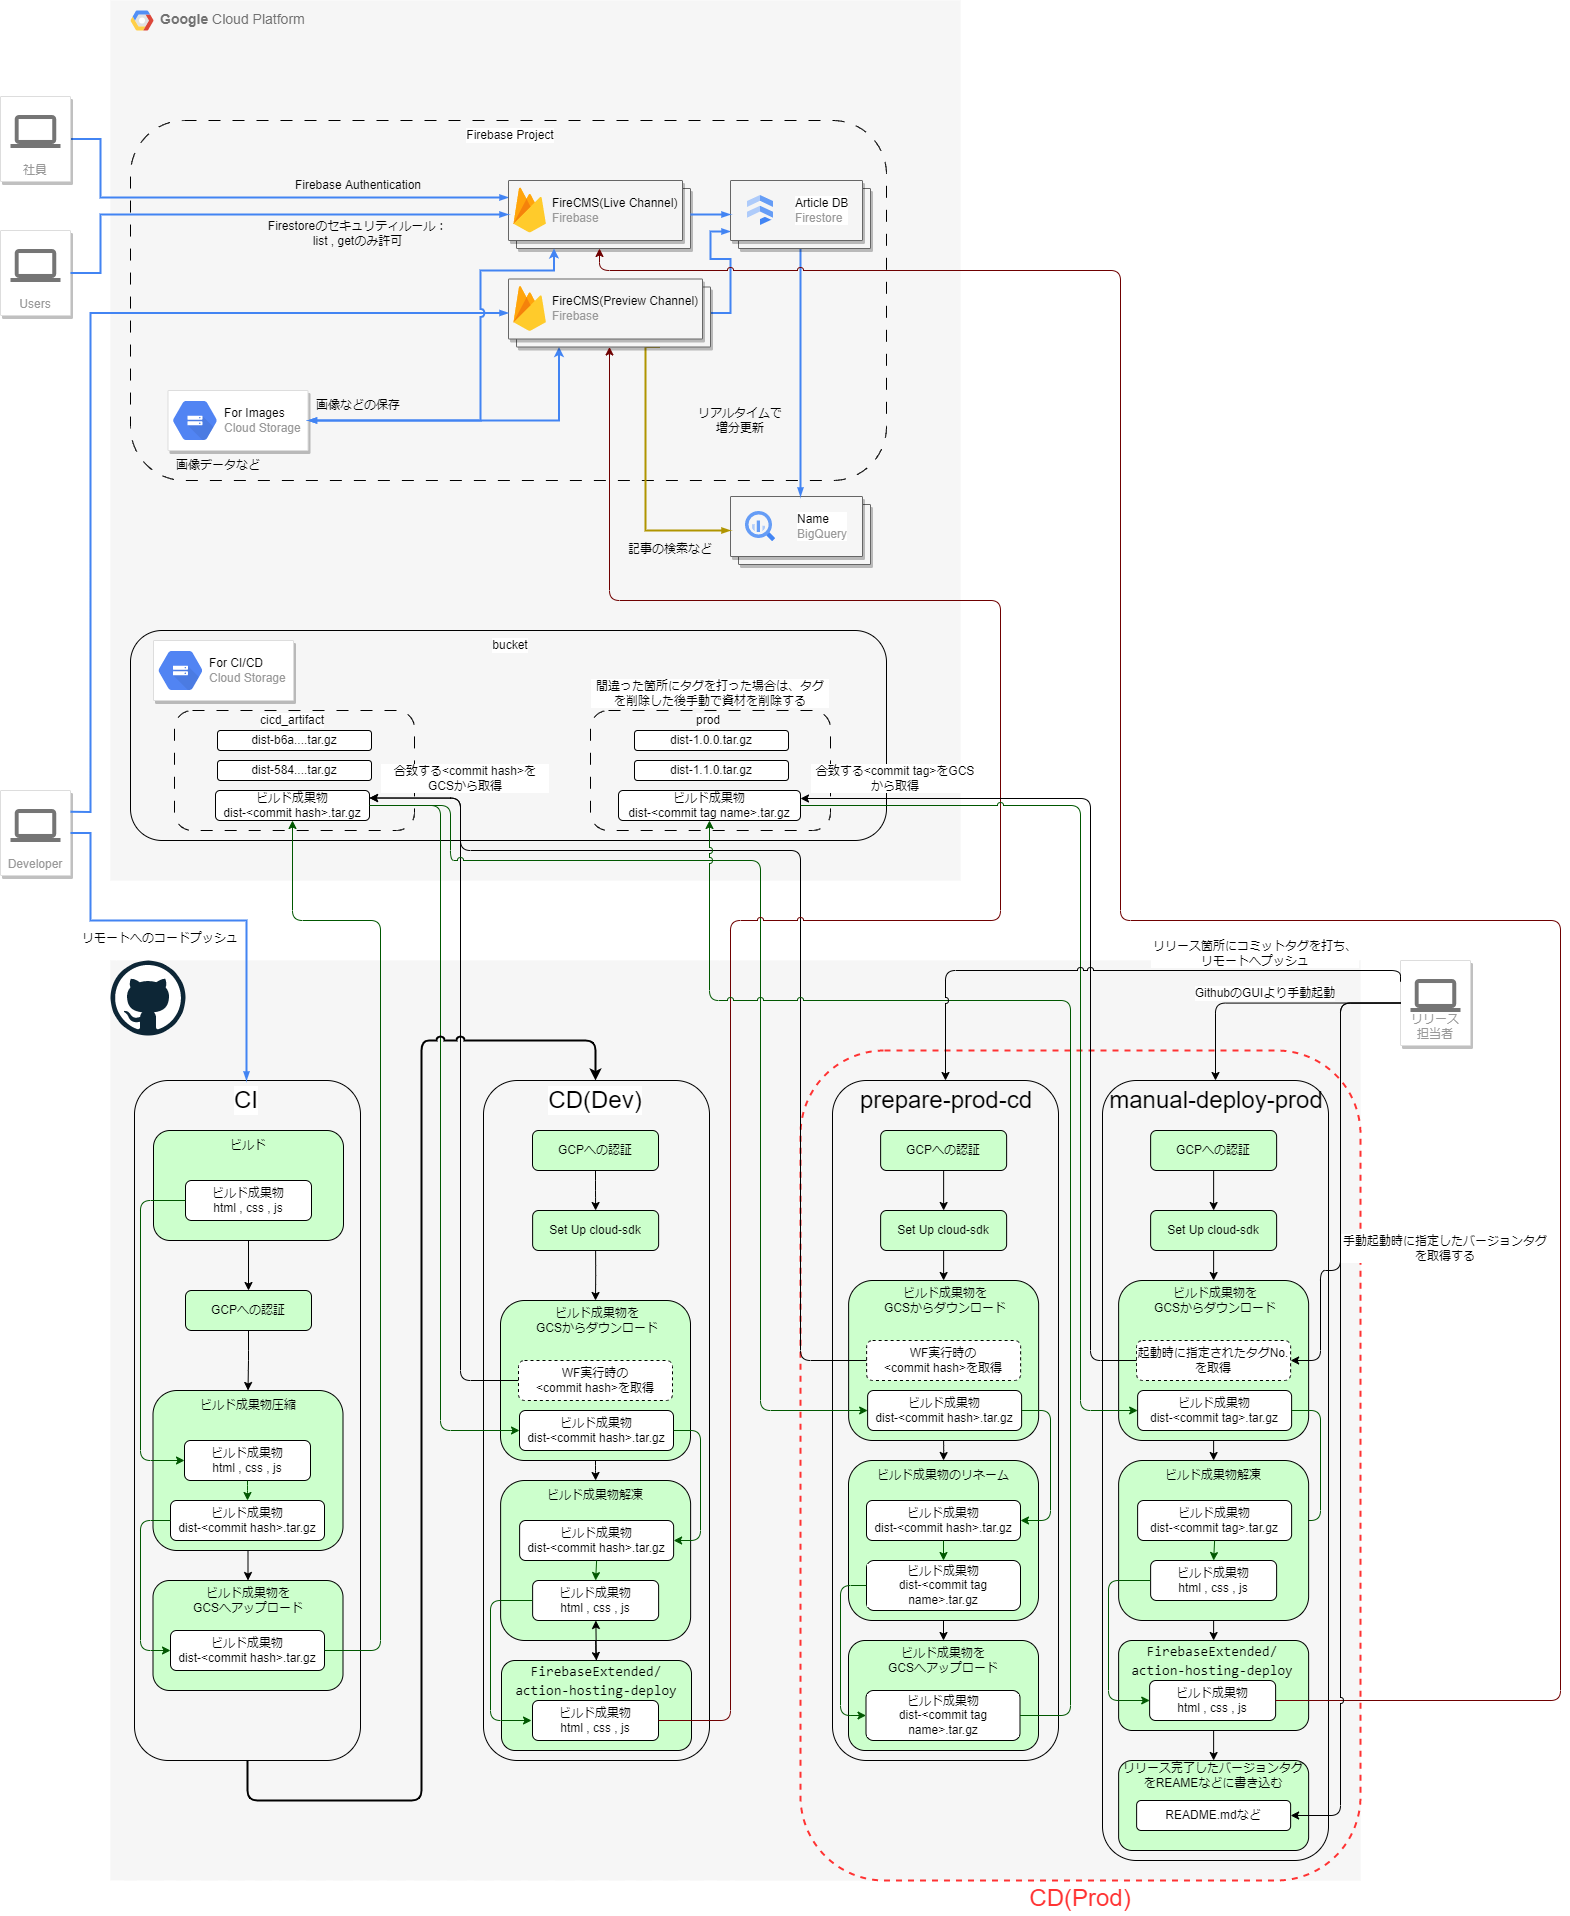 Google Cloud Platform
Firebase Project
社員
Firebase Authentication
FireCMS(Live Channel)
Firebase
Article DB
Firestore
Firestoreのセキュリティルール：
list , getのみ許可
Users
FireCMS(Preview Channel)
Firebase
For Images
Cloud Storage
画像などの保存
画像データなど
リアルタイムで
増分更新
Name
BigQuery
記事の検索など
bucket
For CI/CD
Cloud Storage
間違った箇所にタグを打った場合は、タグ
を削除した後手動で資材を削除する
cicd_artifact
dist-b6a....tar.gz
dist-584....tar.gz
ビルド成果物
dist-<commit hash>.tar.gz
合致する<commit hash>を
GCSから取得
prod
dist-1.0.0.tar.gz
dist-1.1.0.tar.gz
ビルド成果物
dist-<commit tag name>.tar.gz
合致する<commit tag>をGCS
から取得
Developer
リモートへのコードプッシュ
リリース箇所にコミットタグを打ち、
リモートへプッシュ
GithubのGUIより手動起動
リリース
担当者
CI
ビルド
ビルド成果物
html , css , js
GCPへの認証
ビルド成果物圧縮
ビルド成果物
html , css , js
ビルド成果物
dist-<commit hash>.tar.gz
ビルド成果物を
GCSへアップロード
ビルド成果物
dist-<commit hash>.tar.gz
CD(Dev)
GCPへの認証
Set Up cloud-sdk
ビルド成果物を
GCSからダウンロード
WF実行時の
<commit hash>を取得
ビルド成果物
dist-<commit hash>.tar.gz
ビルド成果物解凍
ビルド成果物
dist-<commit hash>.tar.gz
ビルド成果物
html , css , js
FirebaseExtended/
action-hosting-deploy
ビルド成果物
html , css , js
prepare-prod-cd
GCPへの認証
Set Up cloud-sdk
ビルド成果物を
GCSからダウンロード
WF実行時の
<commit hash>を取得
ビルド成果物
dist-<commit hash>.tar.gz
ビルド成果物のリネーム
ビルド成果物
dist-<commit hash>.tar.gz
ビルド成果物
dist-<commit tag
name>.tar.gz
ビルド成果物を
GCSへアップロード
ビルド成果物
dist-<commit tag
name>.tar.gz
manual-deploy-prod
GCPへの認証
Set Up cloud-sdk
手動起動時に指定したバージョンタグ
を取得する
ビルド成果物を
GCSからダウンロード
起動時に指定されたタグNo.
を取得
ビルド成果物
dist-<commit tag>.tar.gz
ビルド成果物解凍
ビルド成果物
dist-<commit tag>.tar.gz
ビルド成果物
html , css , js
FirebaseExtended/
action-hosting-deploy
ビルド成果物
html , css , js
リリース完了したバージョンタグ
をREAMEなどに書き込む
README.mdなど
CD(Prod)